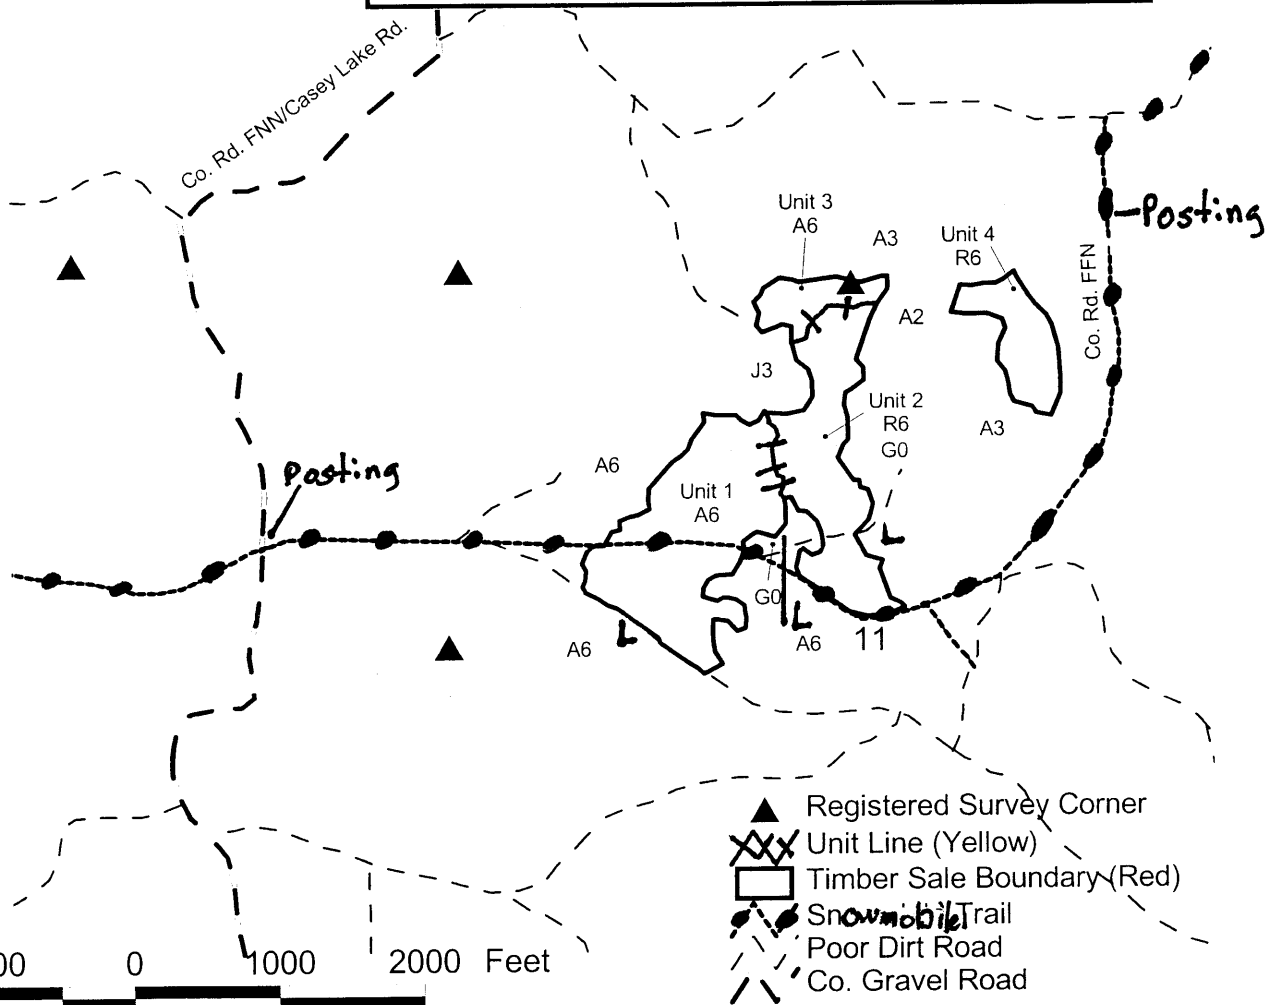 Co. Rd. FNN/Casey Lake Rd.
Posting
Unit 3
A6
A3
Unit 4
R6
A2
Co. Rd. FFN
J3
Unit 2
R6
G0
A3
A6
Posting
Unit 1
A6
L
G0
L
L
A6
A6
11
Registered Survey Corner
Unit Line (Yellow)
Timber Sale Boundary (Red)
Snowmobile Trail
Poor Dirt Road
Co. Gravel Road
00 0 1000 2000 Feet